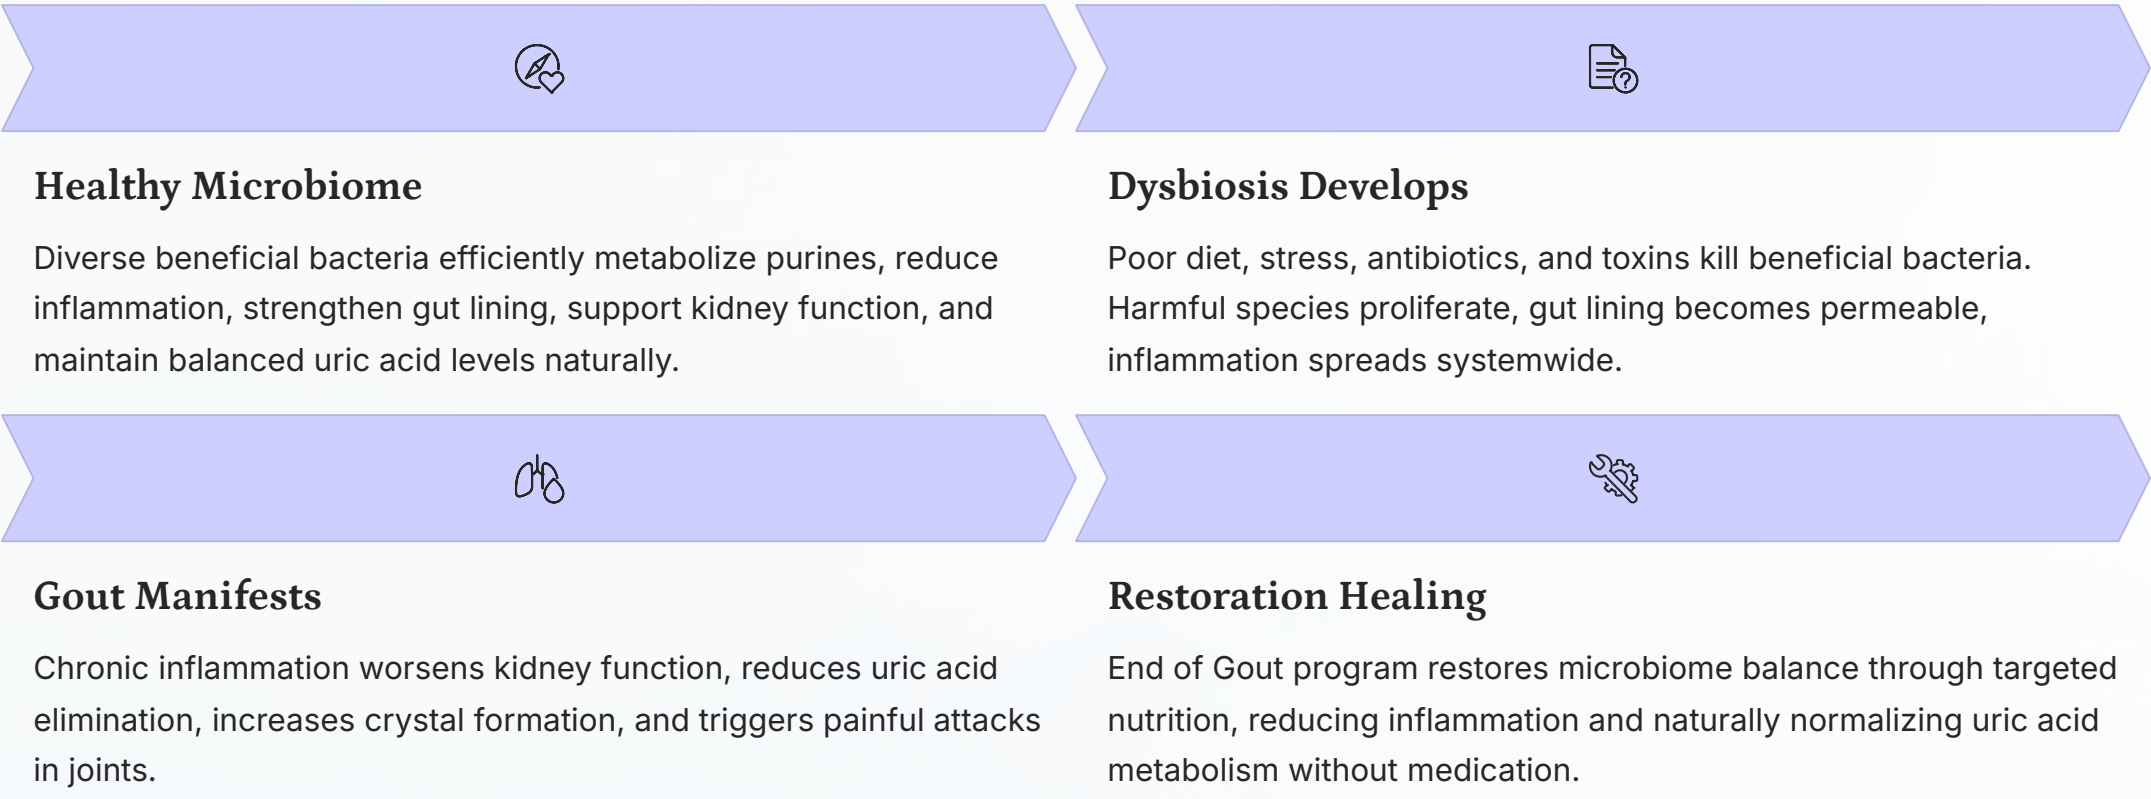 Healthy Microbiome
Diverse beneficial bacteria efficiently metabolize purines, reduce
inflammation, strengthen gut lining, support kidney function, and
maintain balanced uric acid levels naturally.
Dysbiosis Develops
Poor diet, stress, antibiotics, and toxins kill beneficial bacteria.
Harmful species proliferate, gut lining becomes permeable,
inflammation spreads systemwide.
Gout Manifests
Chronic inflammation worsens kidney function, reduces uric acid
elimination, increases crystal formation, and triggers painful attacks
in joints.
Restoration Healing
End of Gout program restores microbiome balance through targeted
nutrition, reducing inflammation and naturally normalizing uric acid
metabolism without medication.